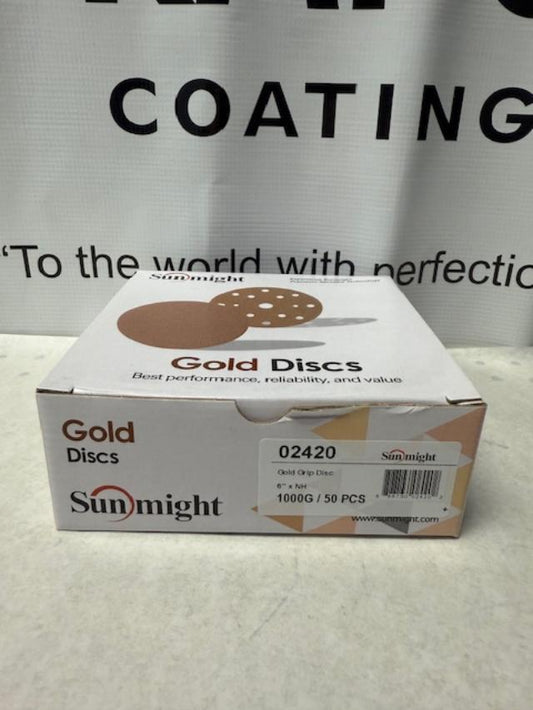 COATING
“To the world with perfectio
Sunmight
Gold Discs
Best performance, reliability, and value
Gold
Discs
Sunmight
02420
Sunmight
Gold Grip Disc
6" x NH
1000G / 50 PCS
www.sunmight.com